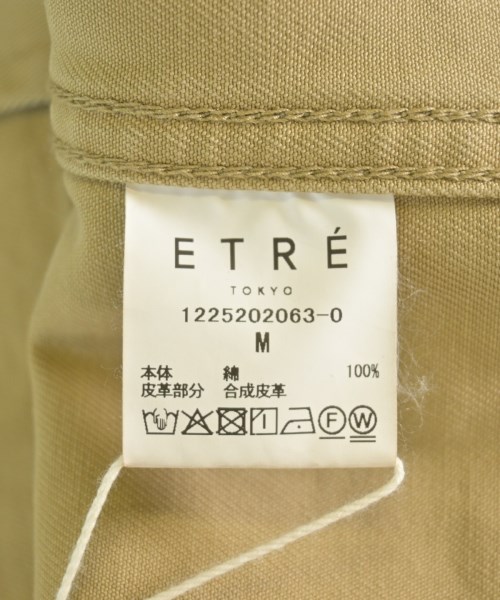 ETRÉ
TOKYO
1225202063-0
M
本体 綿 100%
皮革部分 合成皮革
F W